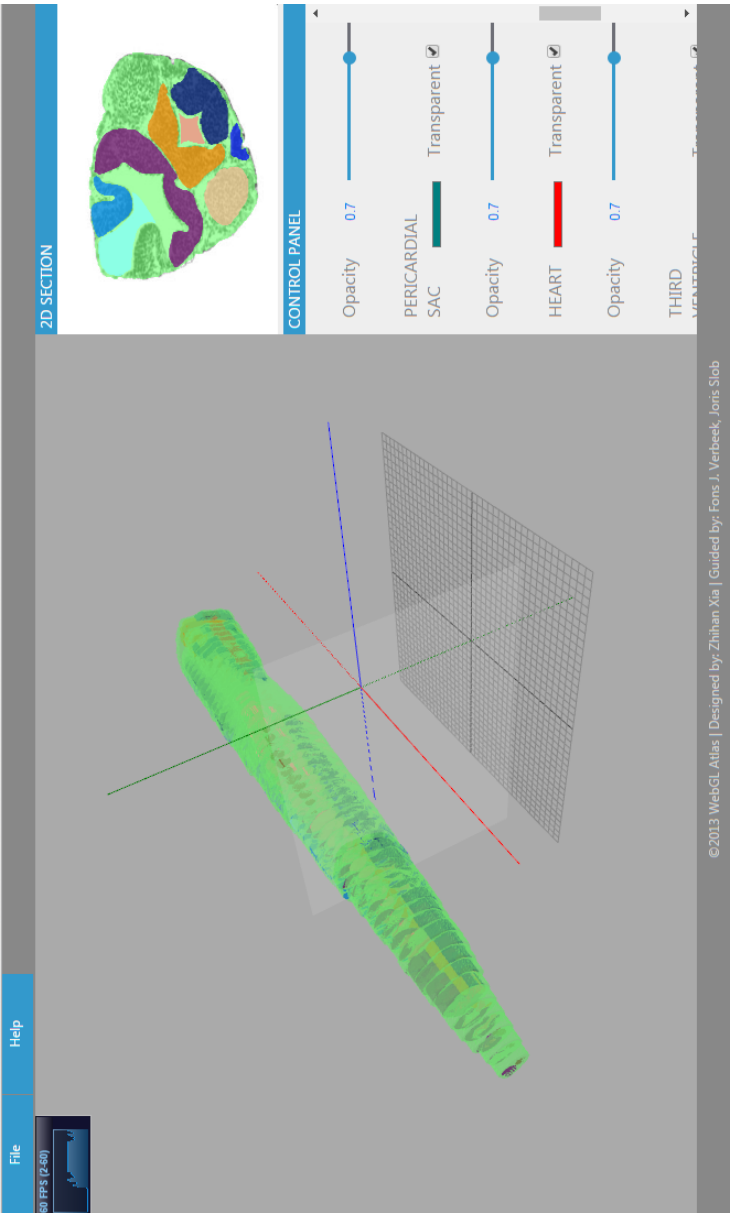 File
Help
60 FPS (2-60)
2D SECTION
CONTROL PANEL
Opacity 0.7
PERICARDIAL
SAC
Transparent
Opacity 0.7
HEART
Transparent
Opacity 0.7
THIRD
VENTRICLE
Transparent
©2013 WebGL Atlas | Designed by: Zhihan Xia | Guided by: Fons J. Verbeek, Joris Slob